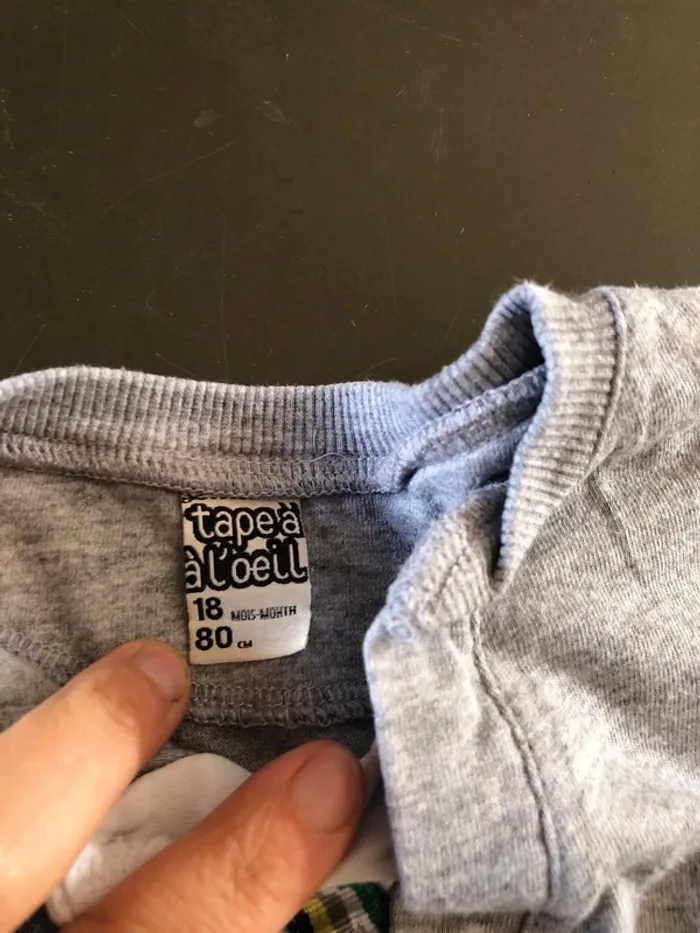 tape à
à l'oeil
18 MOIS-MONTH
80 CM